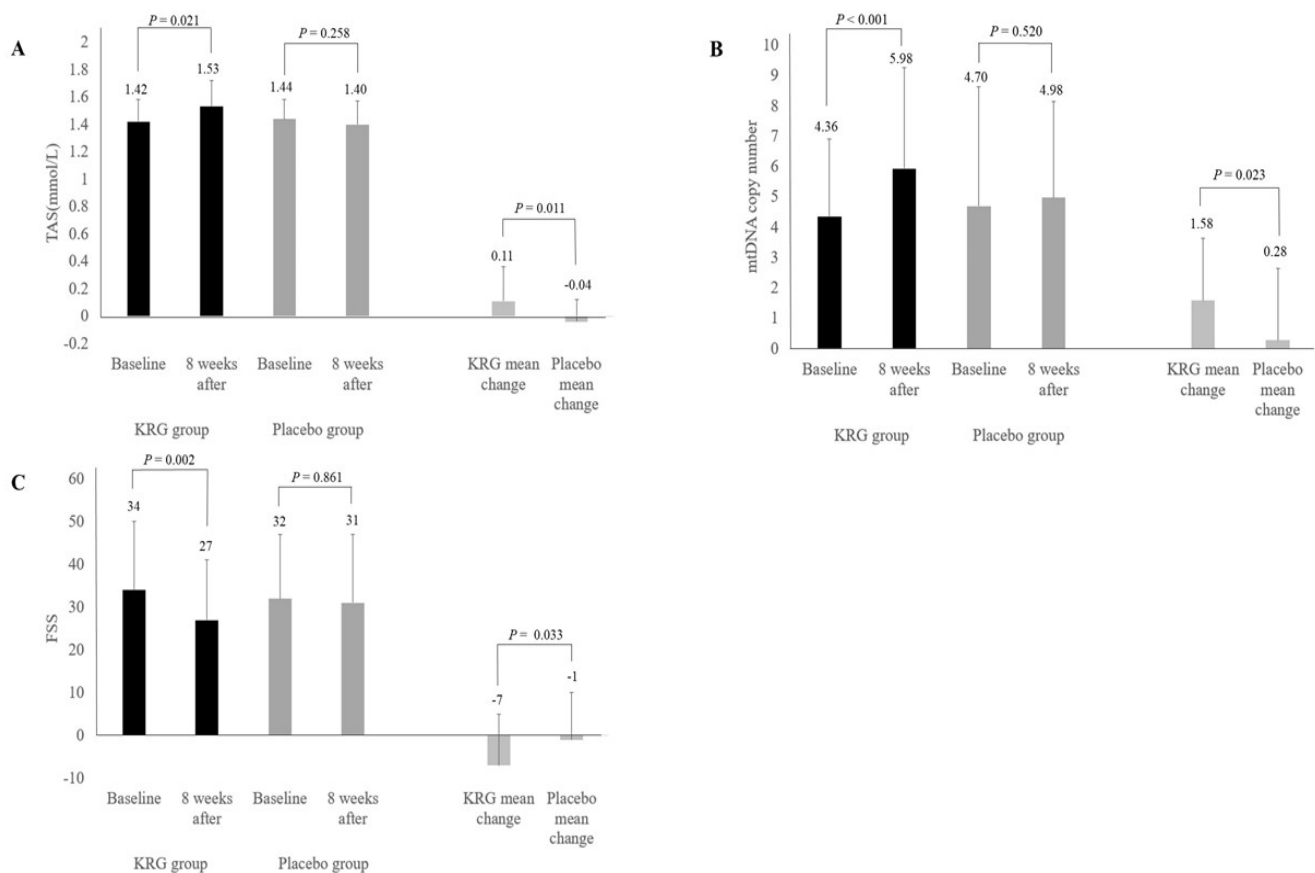 A
P = 0.021
P = 0.258
2
1.8
1.6
1.4
1.2
1
0.8
0.6
0.4
0.2
0
-0.2
TAS(mmol/L)
1.42
1.53
1.44
1.40
P = 0.011
0.11
-0.04
Baseline
8 weeks
after
Baseline
8 weeks
after
KRG mean
change
Placebo
mean
change
KRG group
Placebo group
B
P < 0.001
P = 0.520
10
9
8
7
6
5
4
3
2
1
0
mtDNA copy number
4.36
5.98
4.70
4.98
P = 0.023
1.58
0.28
Baseline
8 weeks
after
Baseline
8 weeks
after
KRG mean
change
Placebo
mean
change
KRG group
Placebo group
C
P = 0.002
P = 0.861
60
50
40
30
20
10
0
-10
FSS
34
27
32
31
P = 0.033
-7
-1
Baseline
8 weeks
after
Baseline
8 weeks
after
KRG mean
change
Placebo
mean
change
KRG group
Placebo group